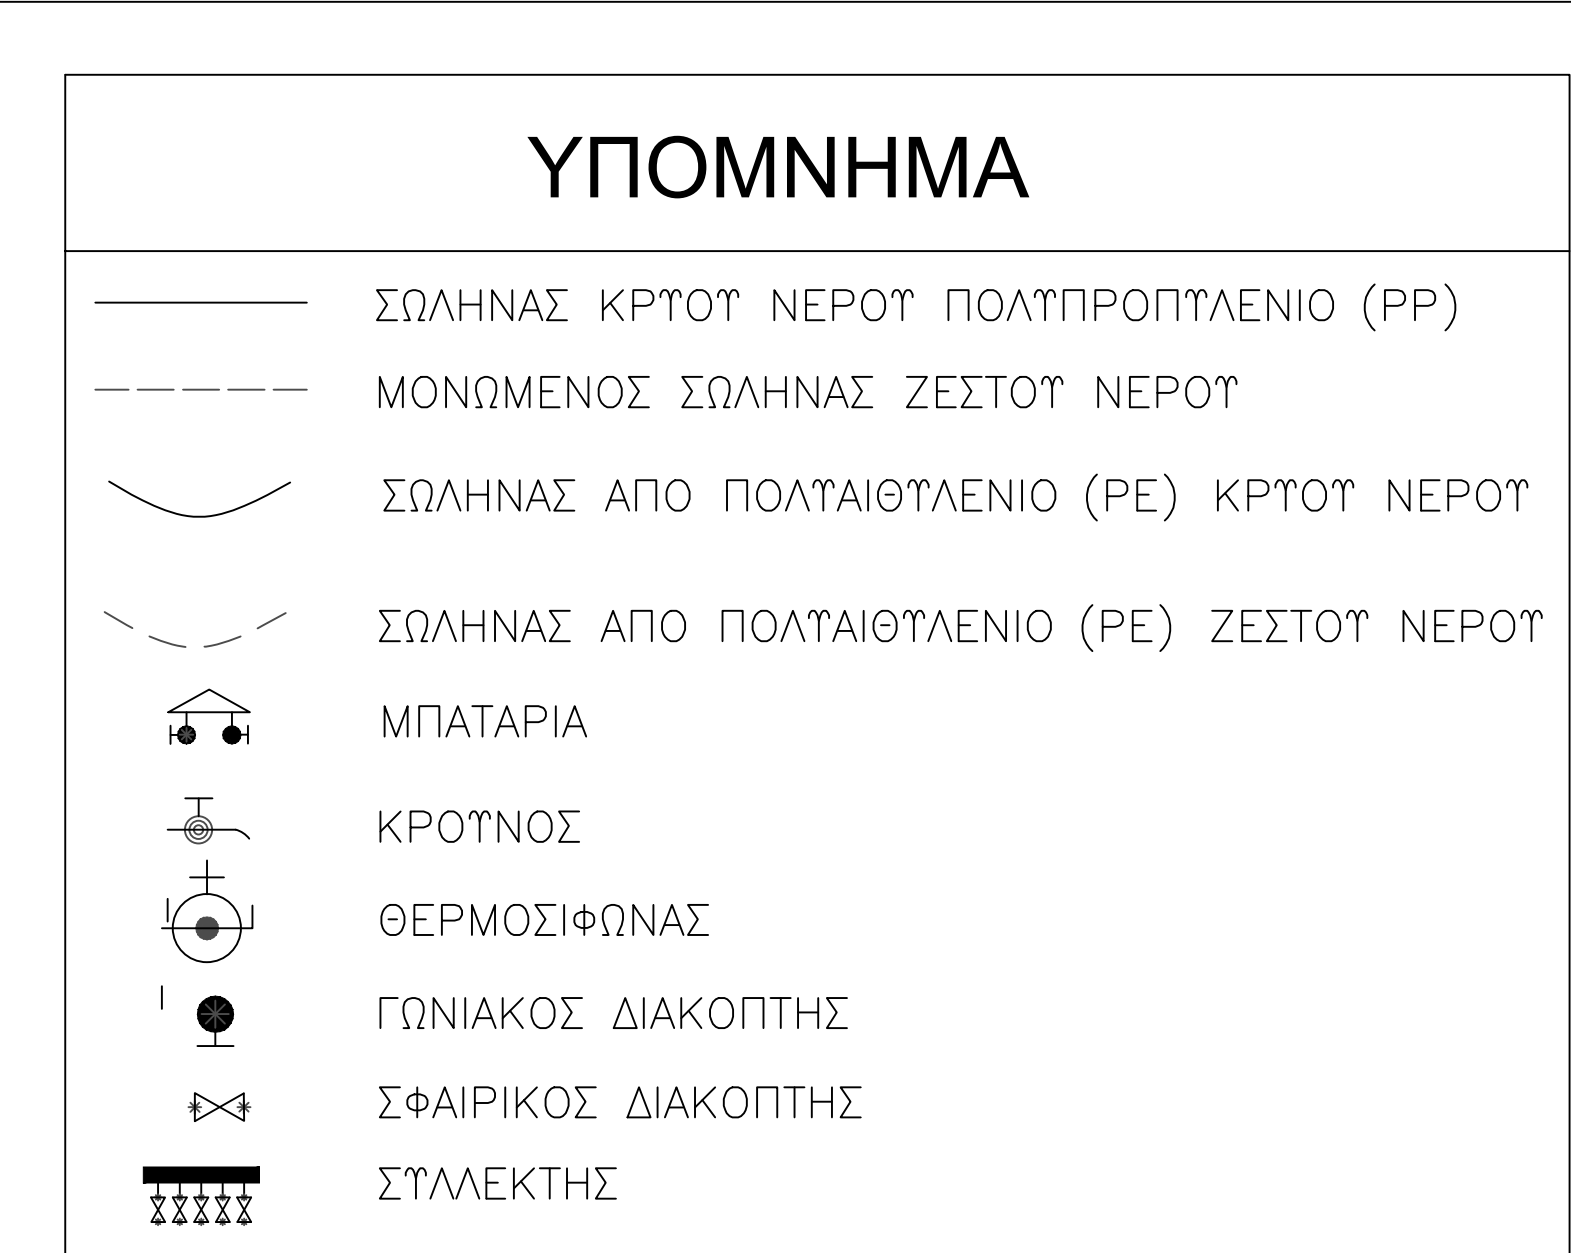 ΥΠΟΜΝΗΜΑ
ΣΩΛΗΝΑΣ ΚΡΥΟΥ ΝΕΡΟΥ ΠΟΛΥΠΡΟΠΥΛΕΝΙΟ (PP)
ΜΟΝΩΜΕΝΟΣ ΣΩΛΗΝΑΣ ΖΕΣΤΟΥ ΝΕΡΟΥ
ΣΩΛΗΝΑΣ ΑΠΟ ΠΟΛΥΑΙΘΥΛΕΝΙΟ (PE) ΚΡΥΟΥ ΝΕΡΟΥ
ΣΩΛΗΝΑΣ ΑΠΟ ΠΟΛΥΑΙΘΥΛΕΝΙΟ (PE) ΖΕΣΤΟΥ ΝΕΡΟΥ
ΜΠΑΤΑΡΙΑ
ΚΡΟΥΝΟΣ
ΘΕΡΜΟΣΙΦΩΝΑΣ
ΓΩΝΙΑΚΟΣ ΔΙΑΚΟΠΤΗΣ
ΣΦΑΙΡΙΚΟΣ ΔΙΑΚΟΠΤΗΣ
ΣΥΛΛΕΚΤΗΣ